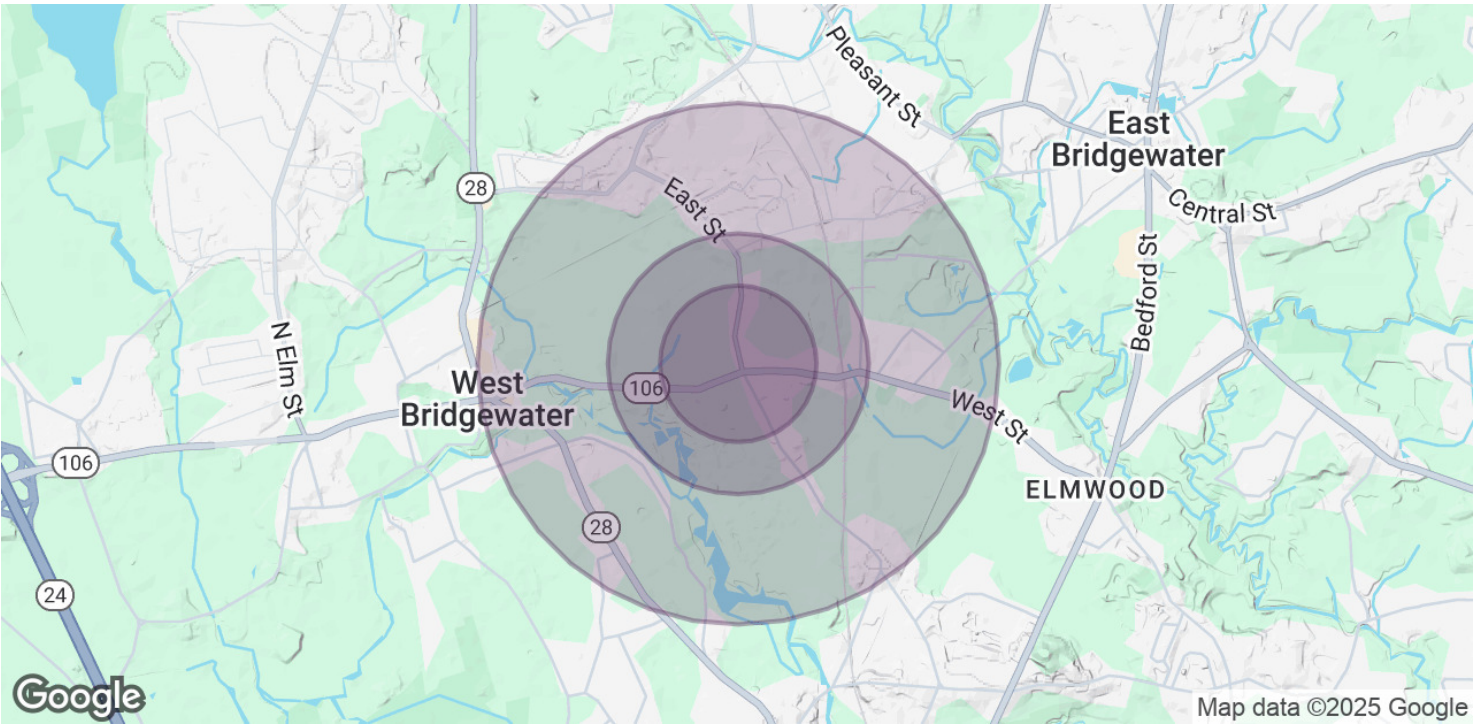 Pleasant St
East
Bridgewater
28
East St
Central St
Bedford St
N Elm St
West
Bridgewater
106
West St
106
ELMWOOD
28
24
Google
Map data ©2025 Google